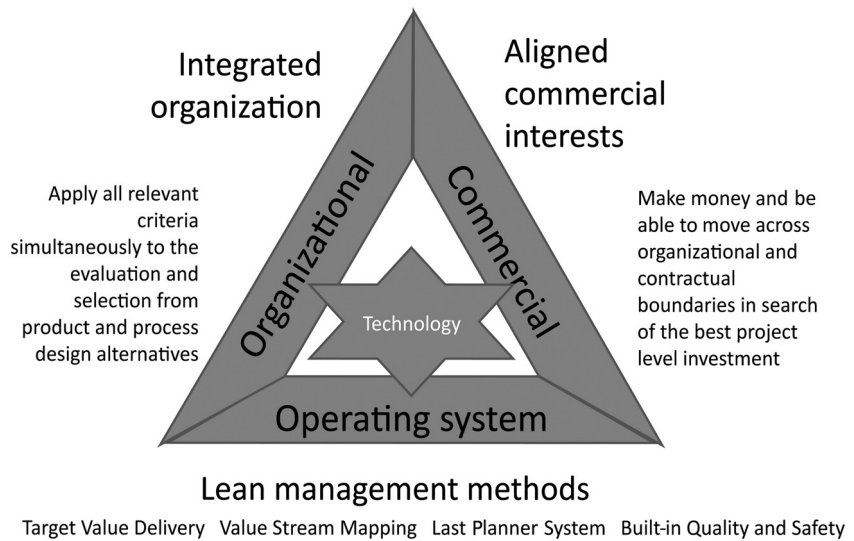 Integrated
organization
Aligned
commercial
interests
Apply all relevant
criteria
simultaneously to the
evaluation and
selection from
product and process
design alternatives
Organizational
Commercial
Technology
Operating system
Make money and be
able to move across
organizational and
contractual
boundaries in search
of the best project
level investment
Lean management methods
Target Value Delivery Value Stream Mapping Last Planner System Built-in Quality and Safety